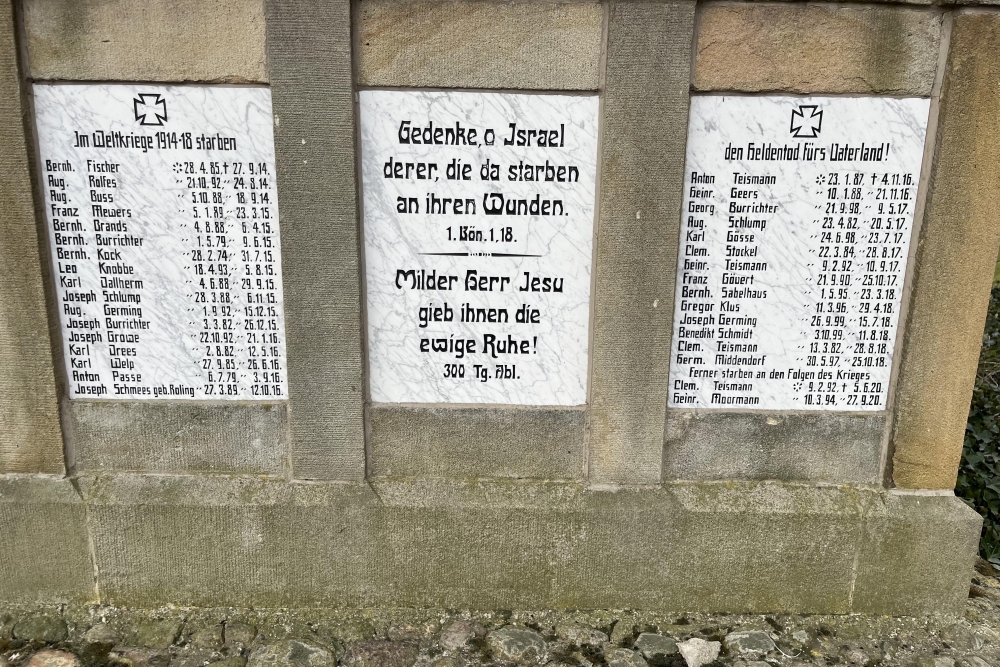 Im Weltkriege 1914-18 starben
Bernh. Fischer ※ 28. 4. 85, † 27. 9.14.
Aug. Rolfes " 21.10. 92, " 24. 8.14.
Aug. Buss " 5.10. 88, " 18. 9.14.
Franz Mewers " 5. 1. 89, " 23. 3.15.
Bernh. Drands " 4. 8.88, " 6. 4.15.
Bernh. Burrichter " 1. 5.79, " 9. 6.15.
Bernh. Kock " 28. 2.74, " 31. 7.15.
Leo Knobbe " 18. 4.93, " 5. 8.15.
Karl Dallherm " 4. 6.88, " 29. 9.15.
Joseph Schlump " 28. 3.88, " 6.11.15.
Aug. Germing " 1. 9.92, " 15.12.15.
Joseph Burrichter " 3. 3.82, " 26.12.15.
Joseph Grōwe " 22.10.92, " 21. 1.16.
Karl Drees " 2. 8.82, " 12. 5.16.
Karl Welp " 27. 9.85, " 26. 6.16.
Anton Passe " 6. 7.79, " 3. 9.16.
Joseph Schmees geb.Roling " 27. 3.89, " 12.10.16.
Gedenke, o Israel
derer, die da starben
an ihren Wunden.
1. Kön. 1, 18.
Milder Herr Jesu
gieb ihnen die
ewige Ruhe!
300 Tg. Abl.
den Heldentod fürs Vaterland!
Anton Teismann ※ 23. 1. 87, † 4.11.16.
Heinr. Geers " 10. 1.88, " 21.11.16.
Georg Burrichter " 21. 9.98, " 9. 5.17.
Aug. Schlump " 23. 4.82, " 20. 5.17.
Karl Gösse " 24. 6.98, " 23. 7.17.
Clem. Stockel " 22. 3.84, " 28. 8.17.
Heinr. Teismann " 9. 2.92, " 10. 9.17.
Franz Gövert " 21. 9.90, " 25.10.17.
Bernh. Sabelhaus " 1. 5.95, " 23. 3.18.
Gregor Klus " 11. 3.96, " 29. 4.18.
Joseph Germing " 26. 9.99, " 15. 7.18.
Benedikt Schmidt " 3.10.99, " 11. 8.18.
Clem. Teismann " 13. 3.82, " 28. 8.18.
Germ. Middendorf " 30. 5.97, " 25.10.18.
Ferner starben an den Folgen des Krieges
Clem. Teismann ※ 9. 2.92, † 5. 6.20.
Heinr. Moormann " 10. 3.94, " 27. 9.20.